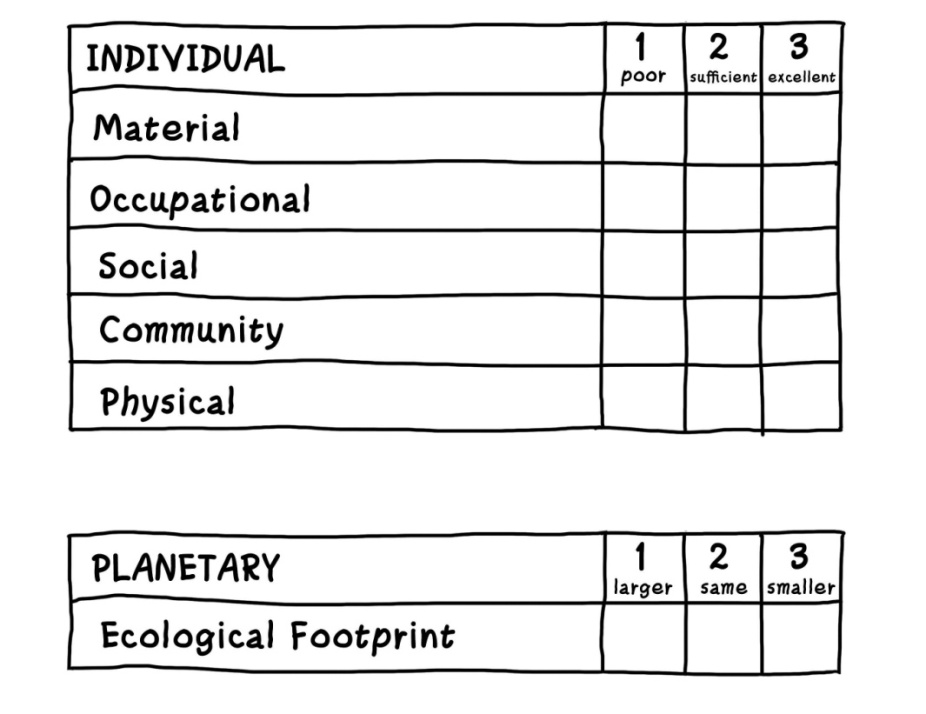 INDIVIDUAL 1 2 3
poor sufficient excellent
Material
Occupational
Social
Community
Physical
PLANETARY 1 2 3
larger same smaller
Ecological Footprint